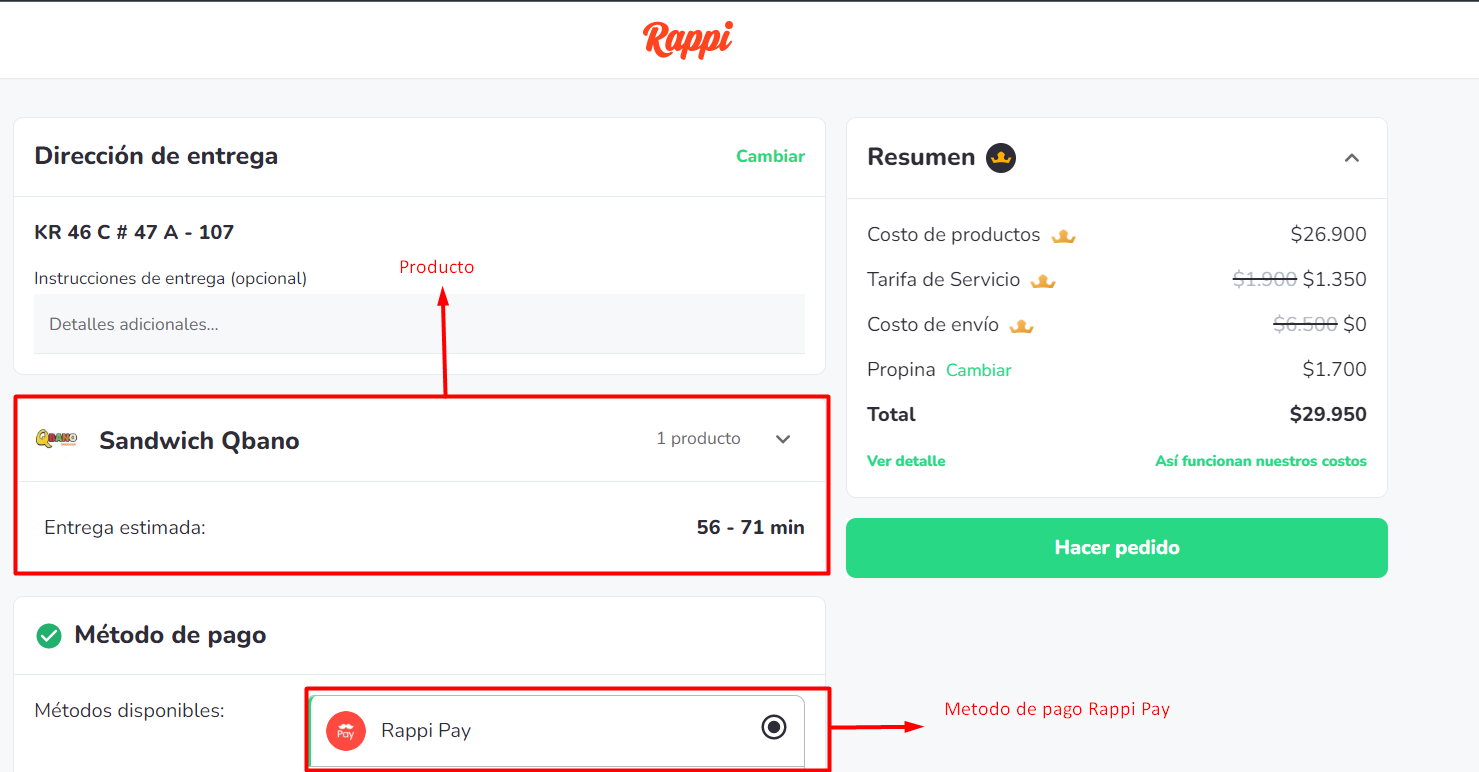 Rappi
Dirección de entrega
Cambiar
KR 46 C # 47 A - 107
Instrucciones de entrega (opcional)
Producto
Detalles adicionales...
QBANO
Sandwich Qbano
1 producto
Entrega estimada:
56 - 71 min
Método de pago
Métodos disponibles:
Pay
Rappi Pay
Metodo de pago Rappi Pay
Resumen
Costo de productos $26.900
Tarifa de Servicio $1.900 $1.350
Costo de envío $6.500 $0
Propina Cambiar $1.700
Total $29.950
Ver detalle
Así funcionan nuestros costos
Hacer pedido